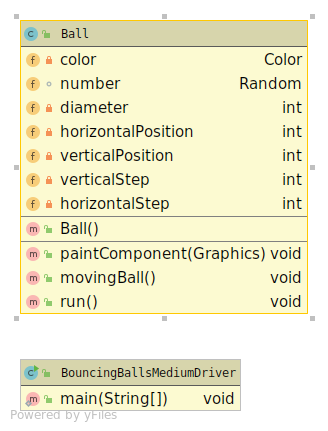 C Ball
f color Color
f number Random
f diameter int
f horizontalPosition int
f verticalPosition int
f verticalStep int
f horizontalStep int
m Ball()
m paintComponent(Graphics) void
m movingBall() void
m run() void
C BouncingBallsMediumDriver
m main(String[]) void
Powered by yFiles